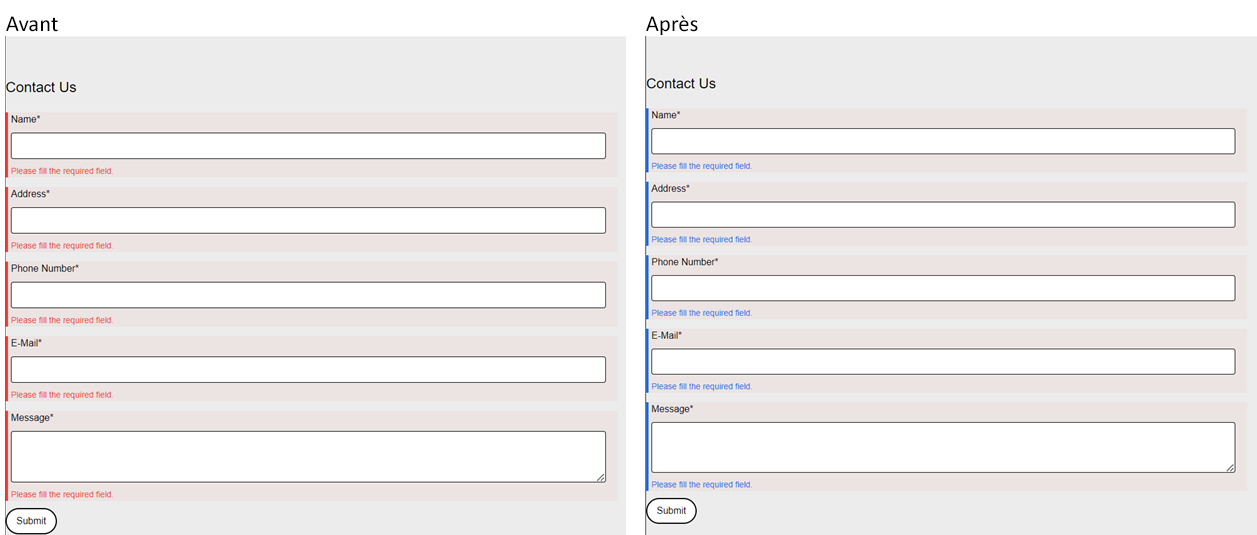 Avant
Contact Us
Name*
Please fill the required field.
Address*
Please fill the required field.
Phone Number*
Please fill the required field.
E-Mail*
Please fill the required field.
Message*
Please fill the required field.
Submit
Après
Contact Us
Name*
Please fill the required field.
Address*
Please fill the required field.
Phone Number*
Please fill the required field.
E-Mail*
Please fill the required field.
Message*
Please fill the required field.
Submit